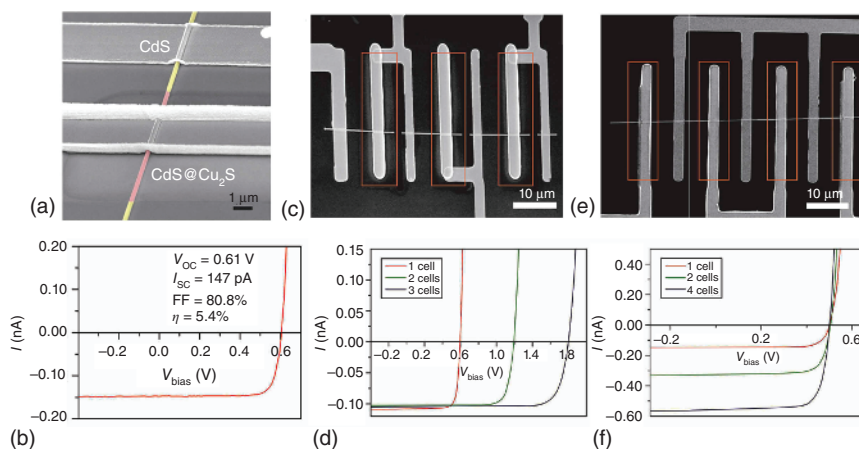 CdS
CdS@Cu₂S
1 μm
(a)
10 μm
(c)
10 μm
(e)
0.20
0.10
0.00
−0.10
−0.20
I (nA)
V_OC = 0.61 V
I_SC = 147 pA
FF = 80.8%
η = 5.4%
−0.2 0.0 0.2 0.4 0.6
V_bias (V)
(b)
0.15
0.10
0.05
0.00
−0.05
−0.10
I (nA)
1 cell
2 cells
3 cells
−0.2 0.2 0.6 1.0 1.4 1.8
V_bias (V)
(d)
0.40
0.20
0.00
−0.20
−0.40
−0.60
I (nA)
1 cell
2 cells
4 cells
−0.2 0.2 0.6
V_bias (V)
(f)